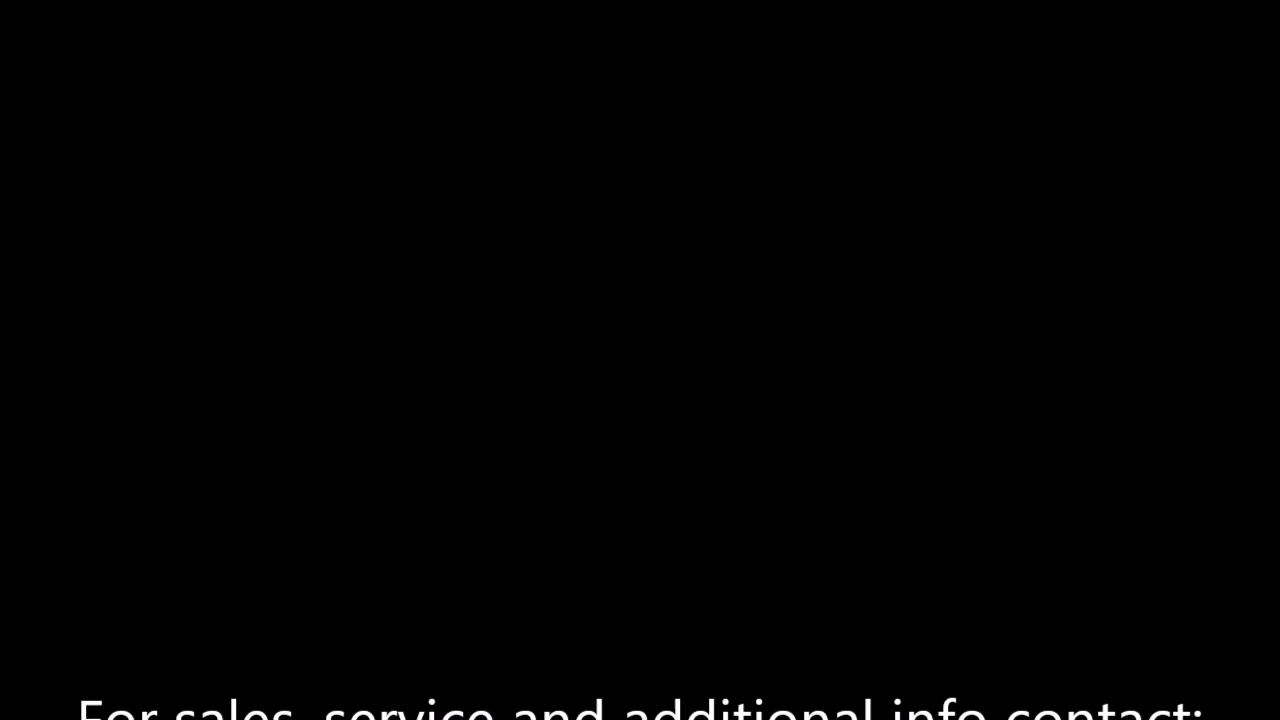 For sales, service and additional info contact: